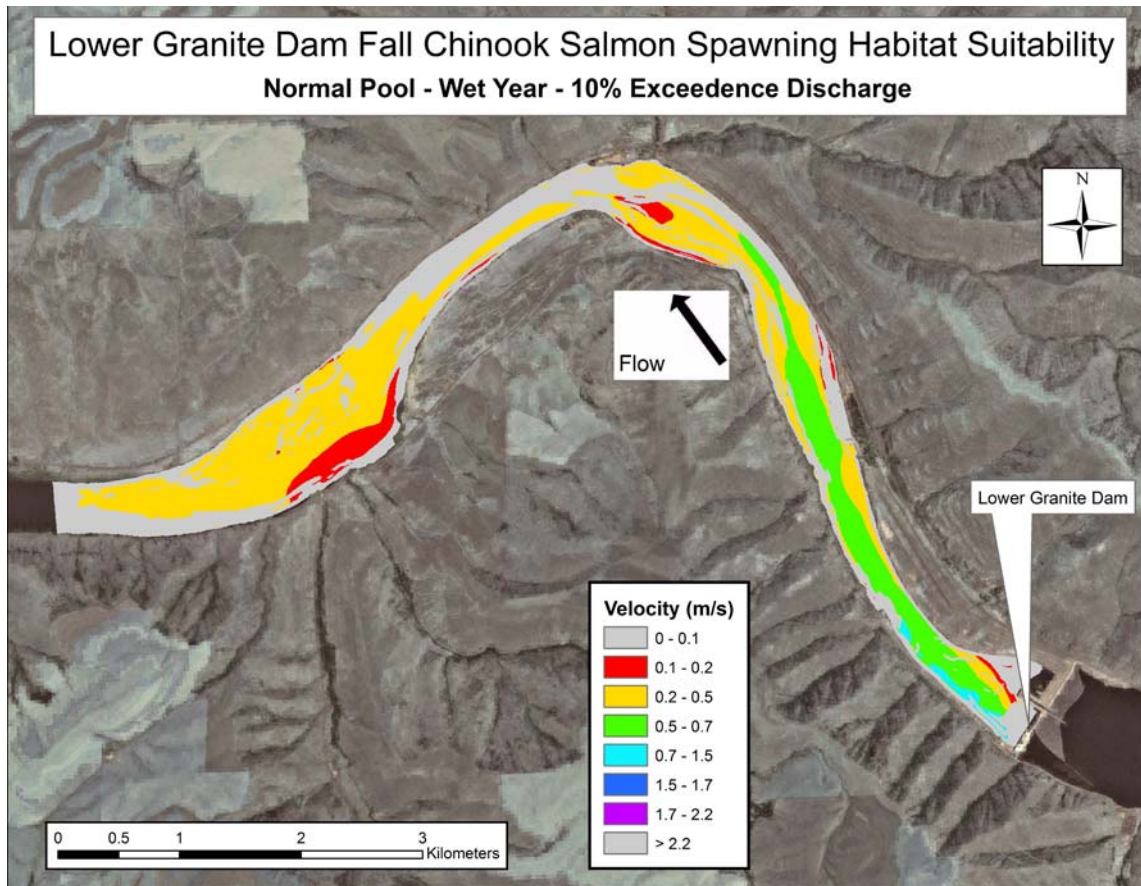 Lower Granite Dam Fall Chinook Salmon Spawning Habitat Suitability
Normal Pool - Wet Year - 10% Exceedence Discharge
N
Flow
Lower Granite Dam
Velocity (m/s)
0 - 0.1
0.1 - 0.2
0.2 - 0.5
0.5 - 0.7
0.7 - 1.5
1.5 - 1.7
1.7 - 2.2
> 2.2
0 0.5 1 2 3
Kilometers